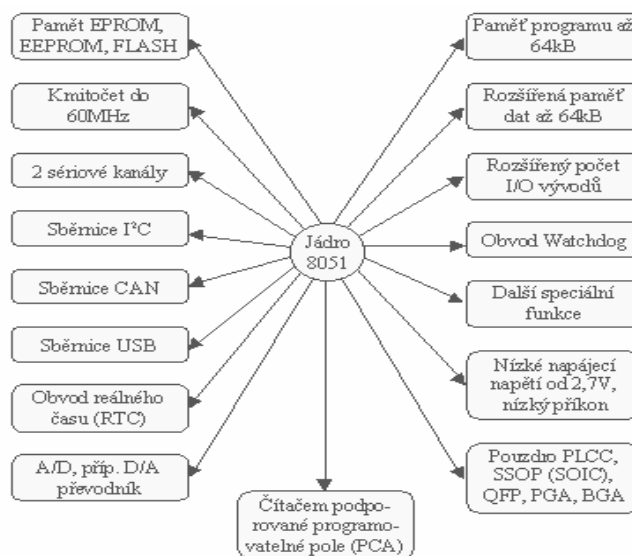 Pamět EPROM,
EEPROM, FLASH
Kmitočet do
60MHz
2 sériové kanály
Sběrnice I²C
Sběrnice CAN
Sběrnice USB
Obvod reálného
času (RTC)
A/D, příp. D/A
převodník
Jádro
8051
Čítačem podpo-
rované programo-
vatelné pole (PCA)
Paměť programu až
64kB
Rozšířená paměť
dat až 64kB
Rozšířený počet
I/O vývodů
Obvod Watchdog
Další speciální
funkce
Nízké napájecí
napětí od 2,7V,
nízký příkon
Pouzdro PLCC,
SSOP (SOIC),
QFP, PGA, BGA